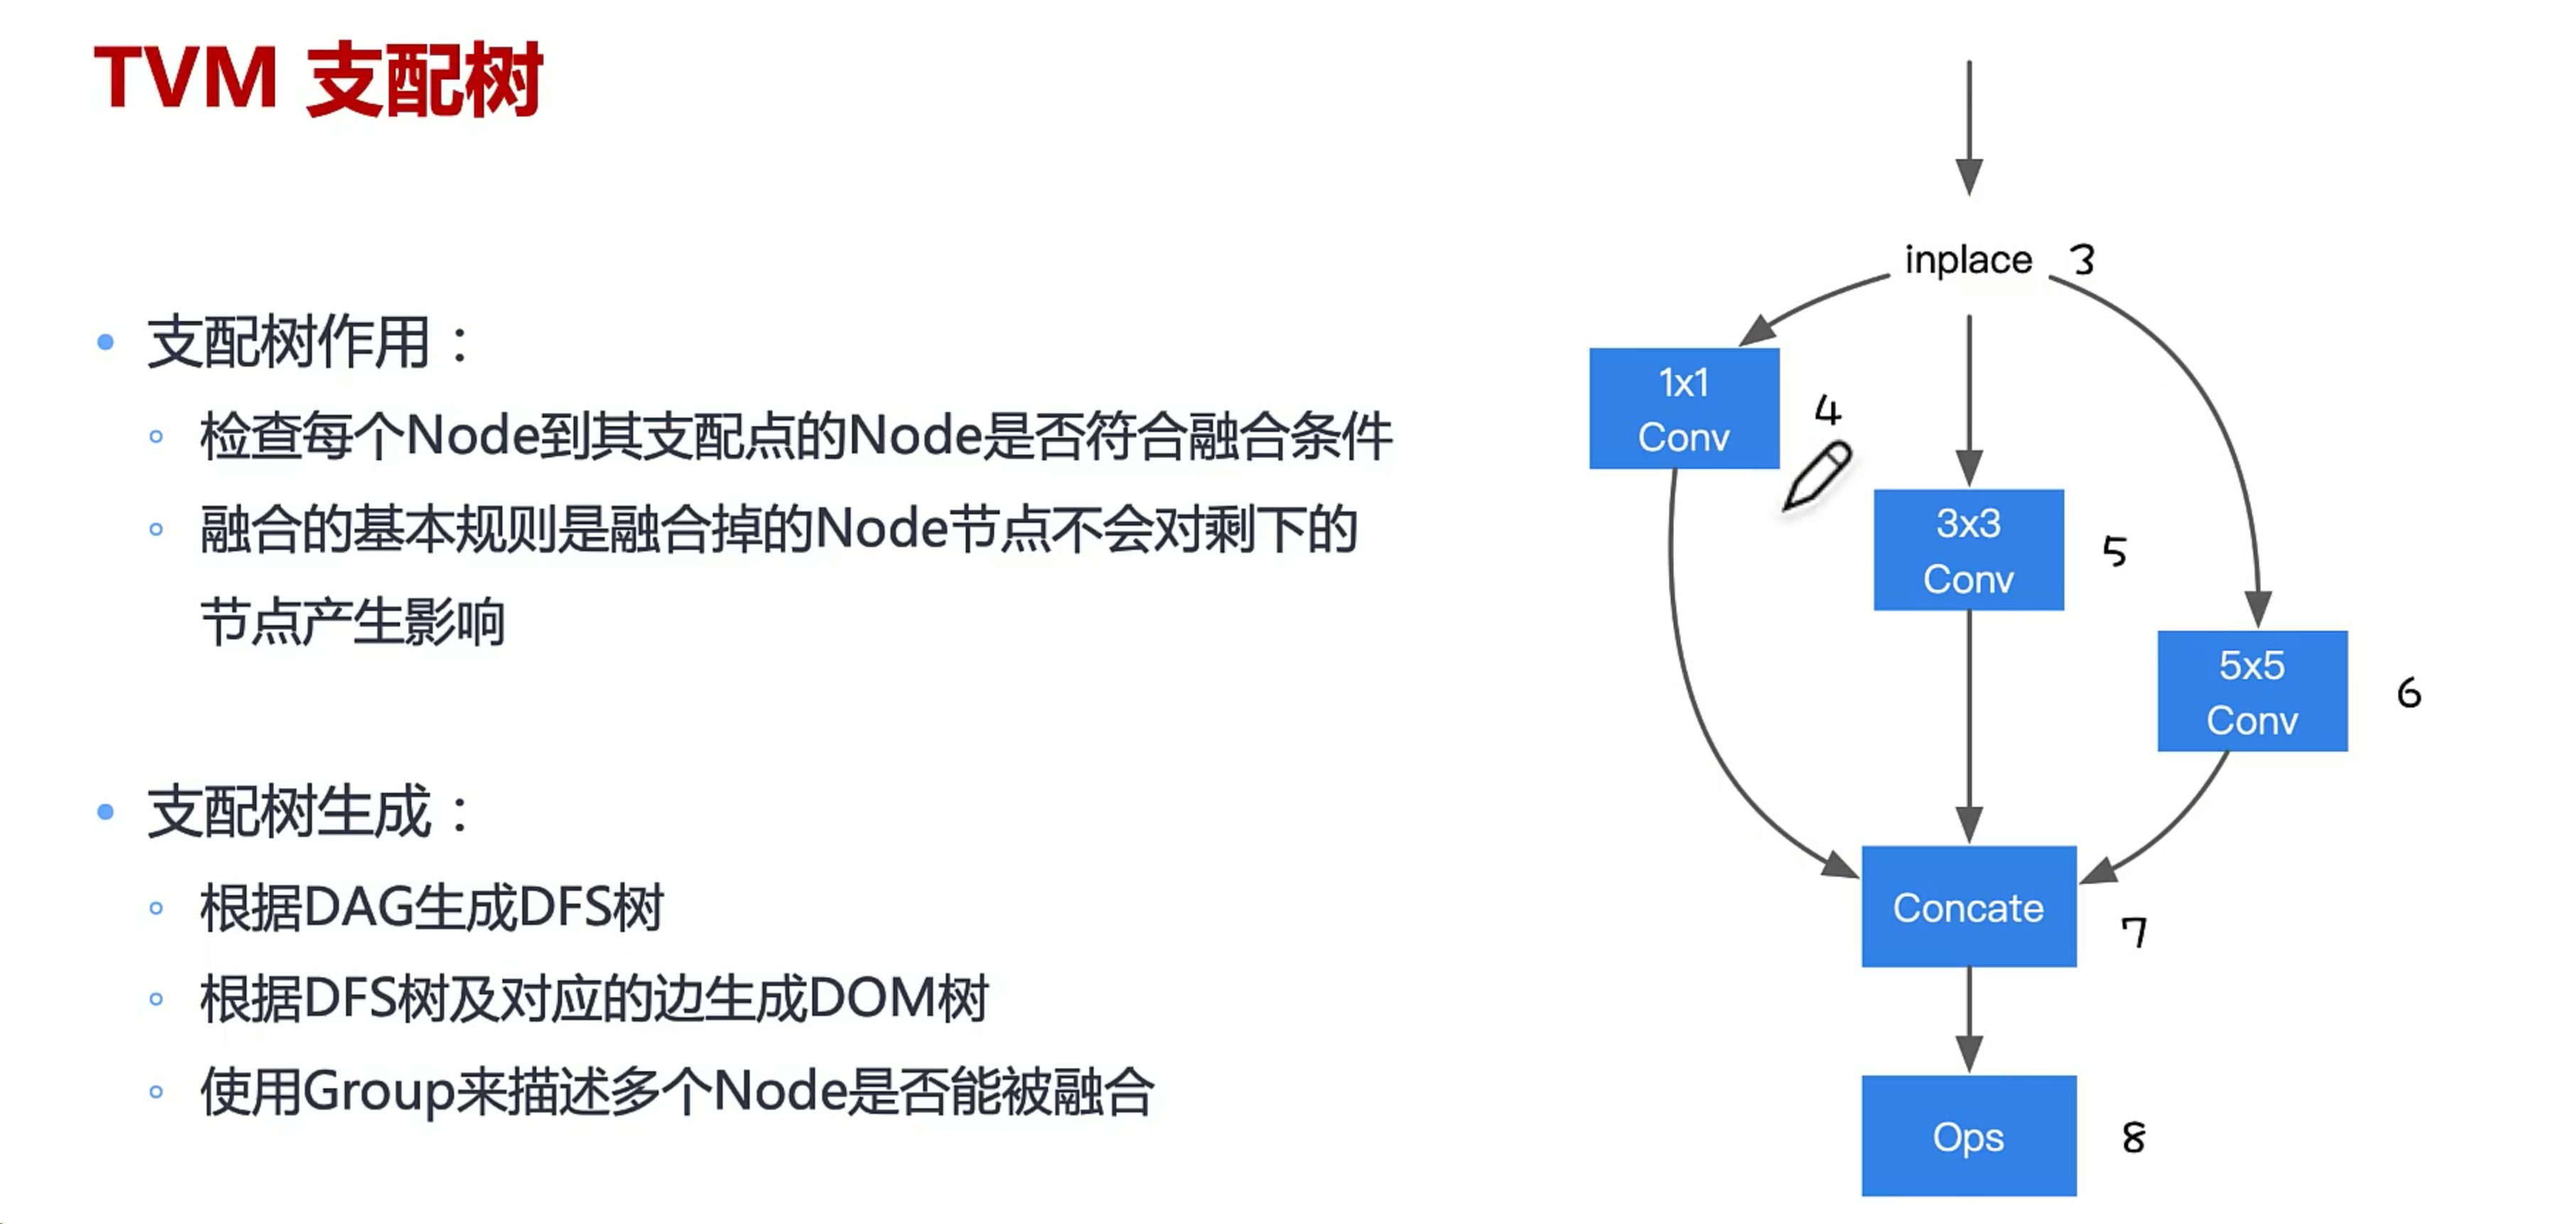 TVM 支配树
支配树作用：
检查每个Node到其支配点的Node是否符合融合条件
融合的基本规则是融合掉的Node节点不会对剩下的
节点产生影响
支配树生成：
根据DAG生成DFS树
根据DFS树及对应的边生成DOM树
使用Group来描述多个Node是否能被融合
inplace 3
1x1
Conv
4
3x3
Conv
5
5x5
Conv
6
Concate
7
Ops
8